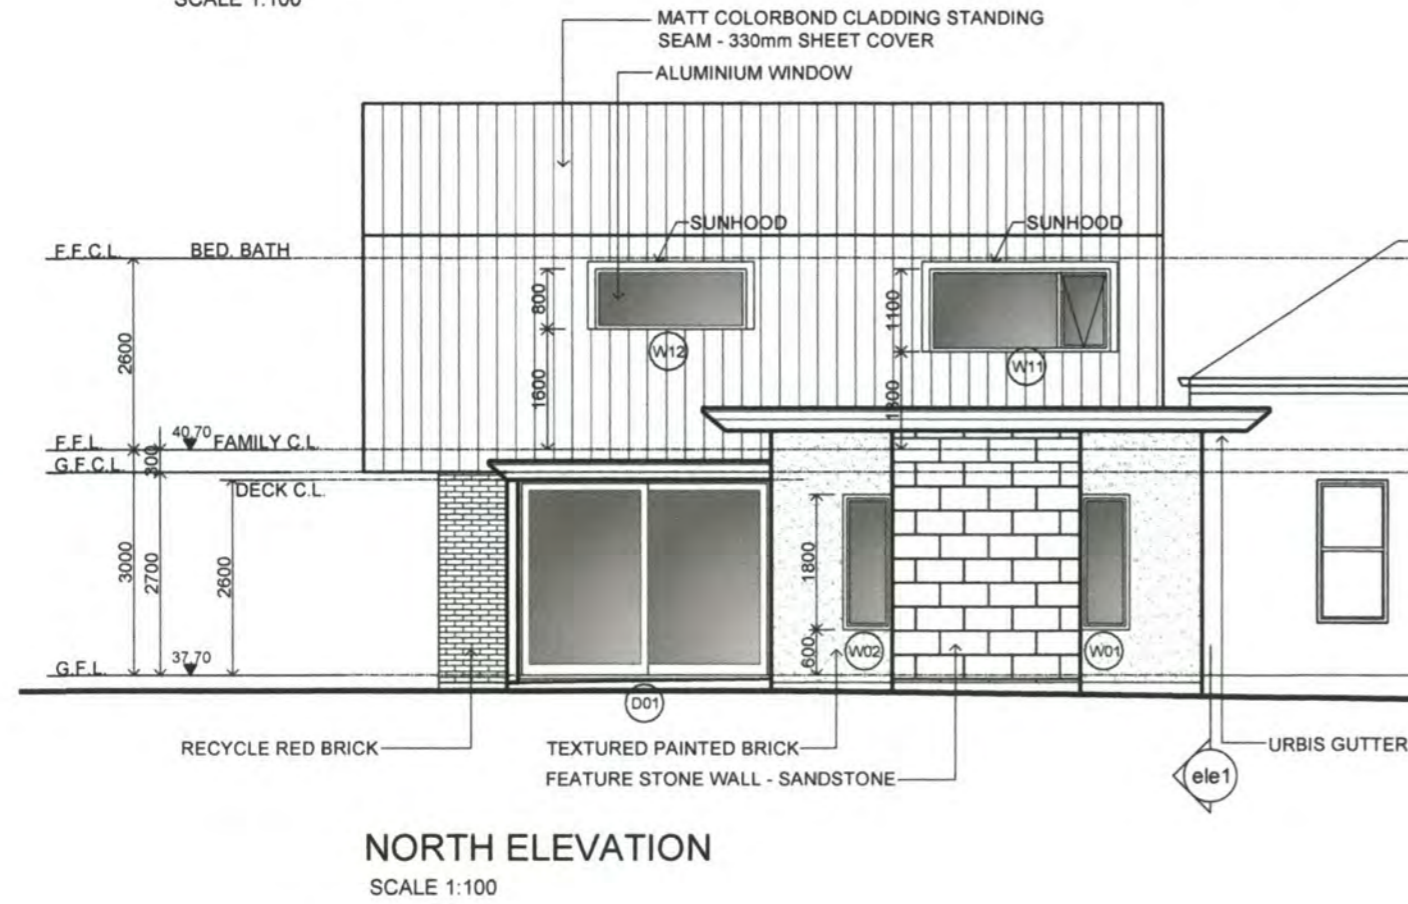 SCALE 1:100
MATT COLORBOND CLADDING STANDING
SEAM - 330mm SHEET COVER
ALUMINIUM WINDOW
SUNHOOD
SUNHOOD
F.F.C.L.
BED. BATH
800
1100
2600
W12
W11
1600
1300
F.F.L.
40.70
FAMILY C.L.
300
G.F.C.L.
DECK C.L.
3000
2700
2600
1800
600
W02
W01
G.F.L.
37.70
D01
RECYCLE RED BRICK
TEXTURED PAINTED BRICK
URBIS GUTTER
FEATURE STONE WALL - SANDSTONE
ele1
NORTH ELEVATION
SCALE 1:100